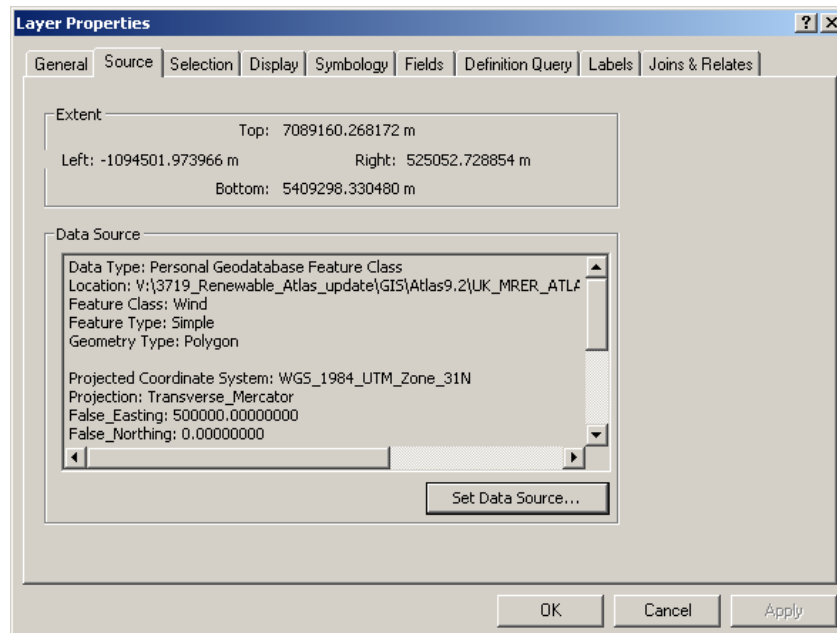 Layer Properties
General Source Selection Display Symbology Fields Definition Query Labels Joins & Relates
Extent
Top: 7089160.268172 m
Left: -1094501.973966 m Right: 525052.728854 m
Bottom: 5409298.330480 m
Data Source
Data Type: Personal Geodatabase Feature Class
Location: V:\3719_Renewable_Atlas_update\GIS\Atlas9.2\UK_MRER_ATLA
Feature Class: Wind
Feature Type: Simple
Geometry Type: Polygon
Projected Coordinate System: WGS_1984_UTM_Zone_31N
Projection: Transverse_Mercator
False_Easting: 500000.00000000
False_Northing: 0.00000000
Set Data Source...
OK Cancel Apply